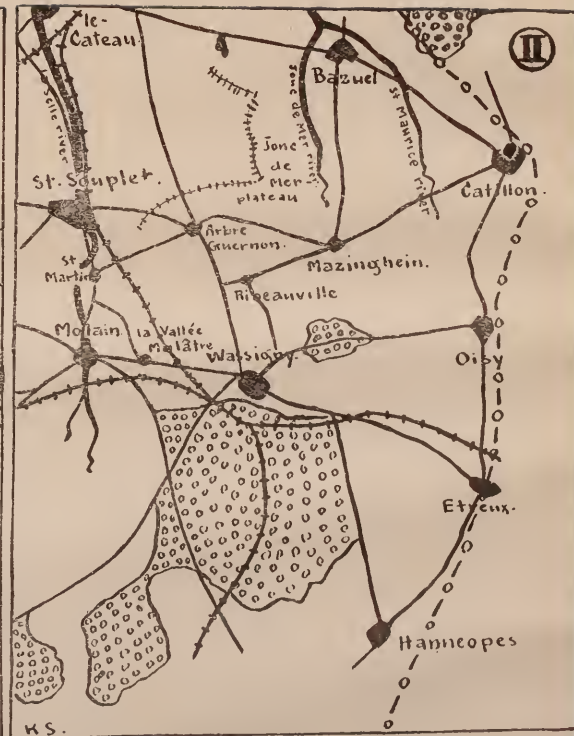 le-
Cateau.
II
Bazuel
Selle river
Jonc de Mer river
St Maurice river
Jonc
de
Mer-
plateau
Catillon.
St. Souplet.
Arbre
Guernon.
St
Martin
Mazinghein.
Ribeauville
Molain.
la Vallée
Mulâtre
Wassigny.
Oisy
Etreux.
Hanneopes
KS.